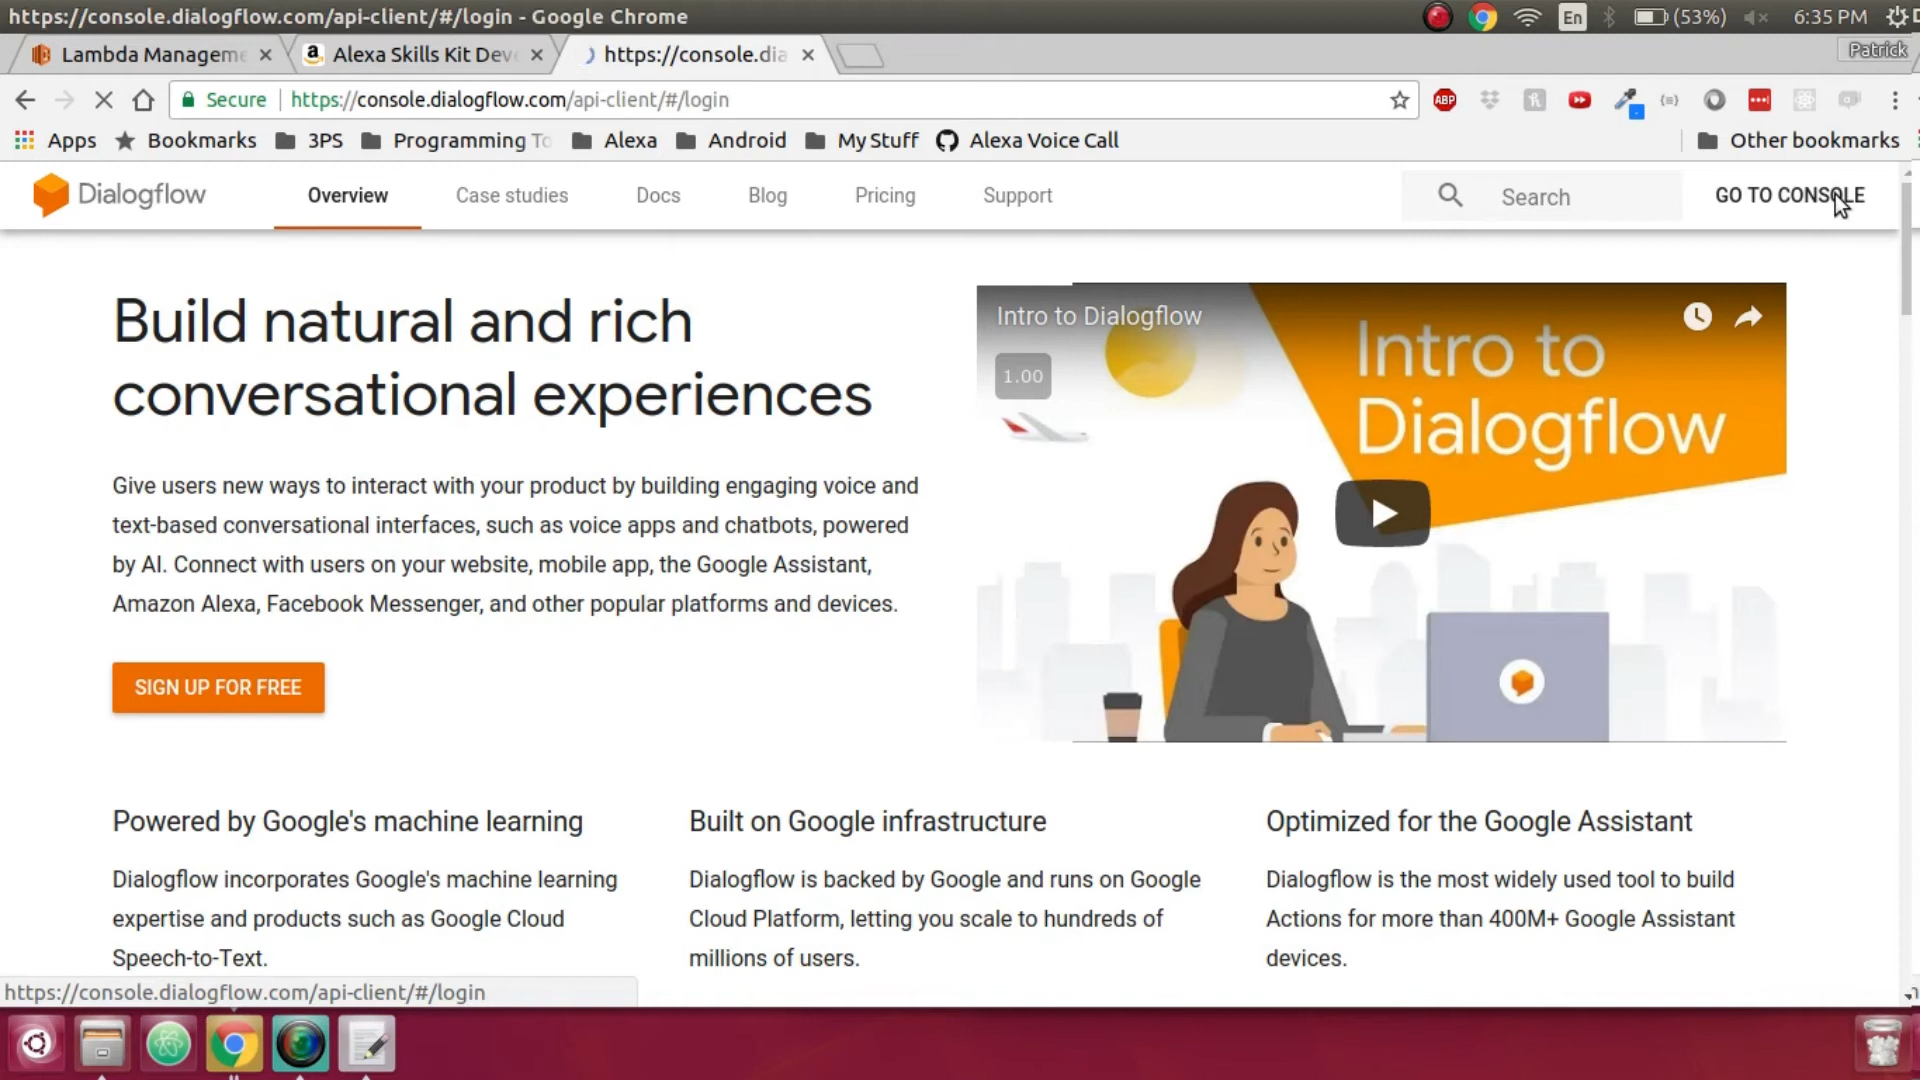 https://console.dialogflow.com/api-client/#/login - Google Chrome
En
(53%)
6:35 PM
Lambda Manageme
Alexa Skills Kit Deve
https://console.dia
Patrick
Secure
https://console.dialogflow.com/api-client/#/login
ABP
Apps
Bookmarks
3PS
Programming To
Alexa
Android
My Stuff
Alexa Voice Call
Other bookmarks
Dialogflow
Overview
Case studies
Docs
Blog
Pricing
Support
Search
GO TO CONSOLE
Build natural and rich
conversational experiences
Give users new ways to interact with your product by building engaging voice and
text-based conversational interfaces, such as voice apps and chatbots, powered
by AI. Connect with users on your website, mobile app, the Google Assistant,
Amazon Alexa, Facebook Messenger, and other popular platforms and devices.
SIGN UP FOR FREE
Intro to Dialogflow
1.00
Intro to
Dialogflow
Powered by Google's machine learning
Dialogflow incorporates Google's machine learning
expertise and products such as Google Cloud
Speech-to-Text.
Built on Google infrastructure
Dialogflow is backed by Google and runs on Google
Cloud Platform, letting you scale to hundreds of
millions of users.
Optimized for the Google Assistant
Dialogflow is the most widely used tool to build
Actions for more than 400M+ Google Assistant
devices.
https://console.dialogflow.com/api-client/#/login